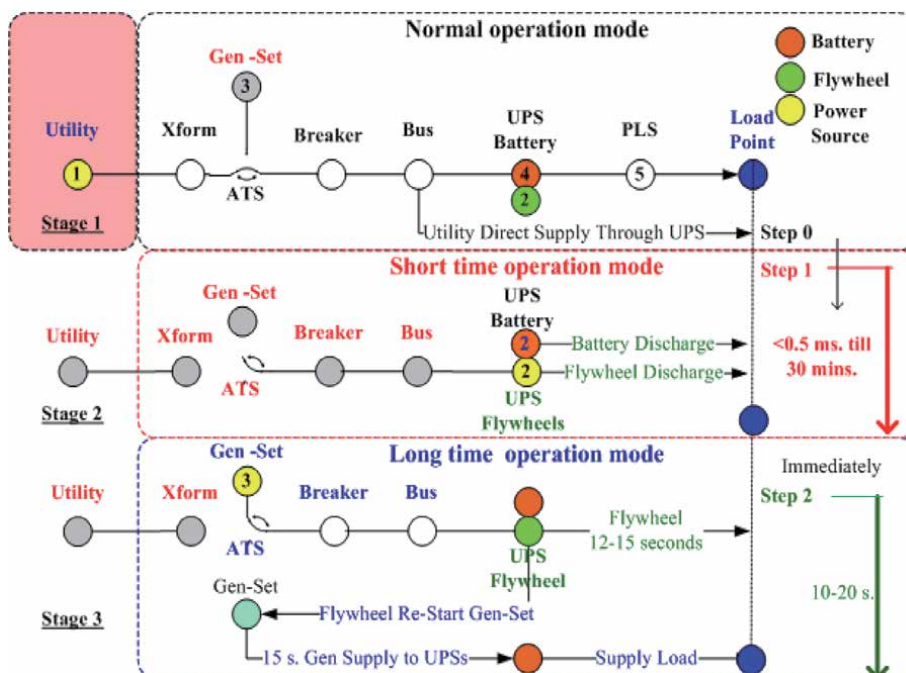 Normal operation mode
Battery
Gen -Set
3
Flywheel
Utility
Xform
Breaker
Bus
UPS
Battery
PLS
Load
Point
Power
Source
1
4
5
ATS
2
Stage 1
Utility Direct Supply Through UPS
Step 0
Short time operation mode
Step 1
Gen -Set
UPS
Battery
Utility
Xform
Breaker
Bus
2
Battery Discharge
<0.5 ms. till
30 mins.
2
Flywheel Discharge
ATS
UPS
Flywheels
Stage 2
Long time operation mode
Gen -Set
Immediately
3
Utility
Xform
Breaker
Bus
Step 2
Flywheel
12-15 seconds
ATS
UPS
Flywheel
Gen-Set
Flywheel Re-Start Gen-Set
10-20 s.
Stage 3
15 s. Gen Supply to UPSs
Supply Load